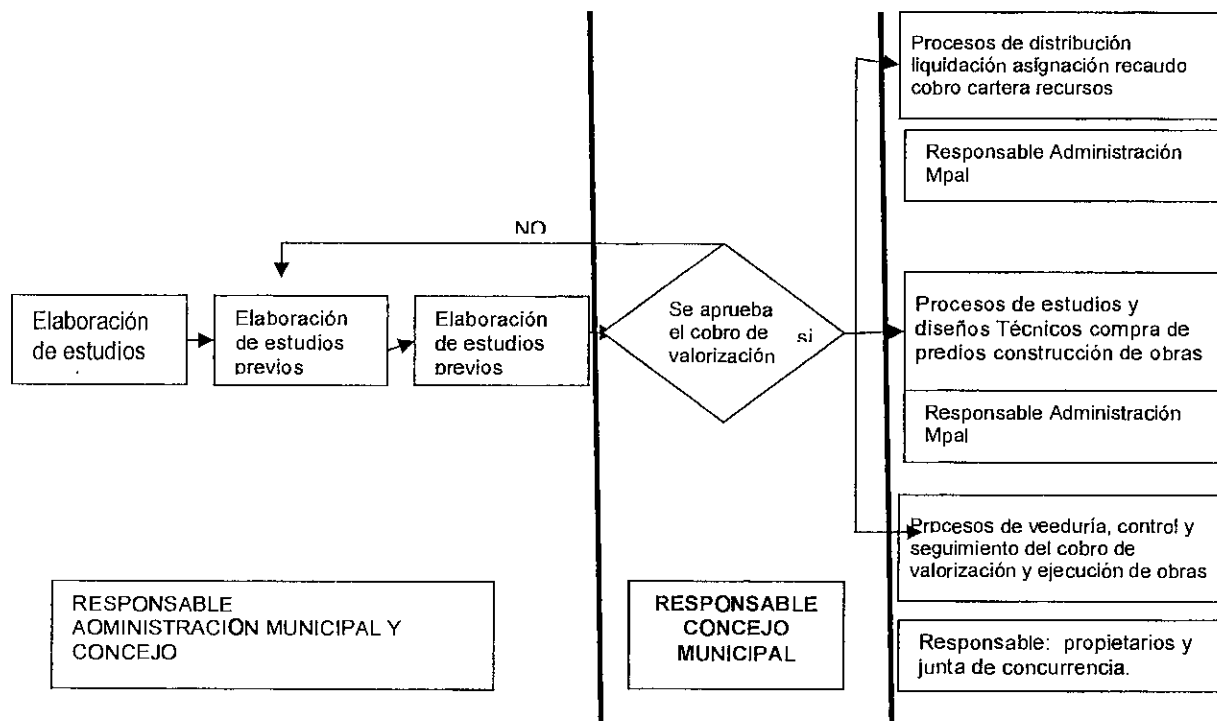 Procesos de distribución
liquidación asignación recaudo
cobro cartera recursos
Responsable Administración
Mpal
NO
Elaboración
de estudios
Elaboración
de estudios
previos
Elaboración
de estudios
previos
Se aprueba
el cobro de
valorización
si
Procesos de estudios y
diseños Técnicos compra de
predios construcción de obras
Responsable Administración
Mpal
Procesos de veeduría, control y
seguimiento del cobro de
valorización y ejecución de obras
RESPONSABLE
AOMINISTRACIÓN MUNICIPAL Y
CONCEJO
RESPONSABLE
CONCEJO
MUNICIPAL
Responsable: propietarios y
junta de concurrencia.